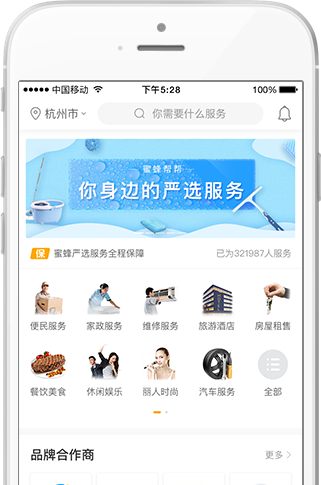 中国移动 下午5:28 100%
杭州市 你需要什么服务
蜜蜂帮帮
你身边的严选服务
保 蜜蜂严选服务全程保障 已为321987人服务
便民服务 家政服务 维修服务 旅游酒店 房屋租售
餐饮美食 休闲娱乐 丽人时尚 汽车服务 全部
品牌合作商 更多